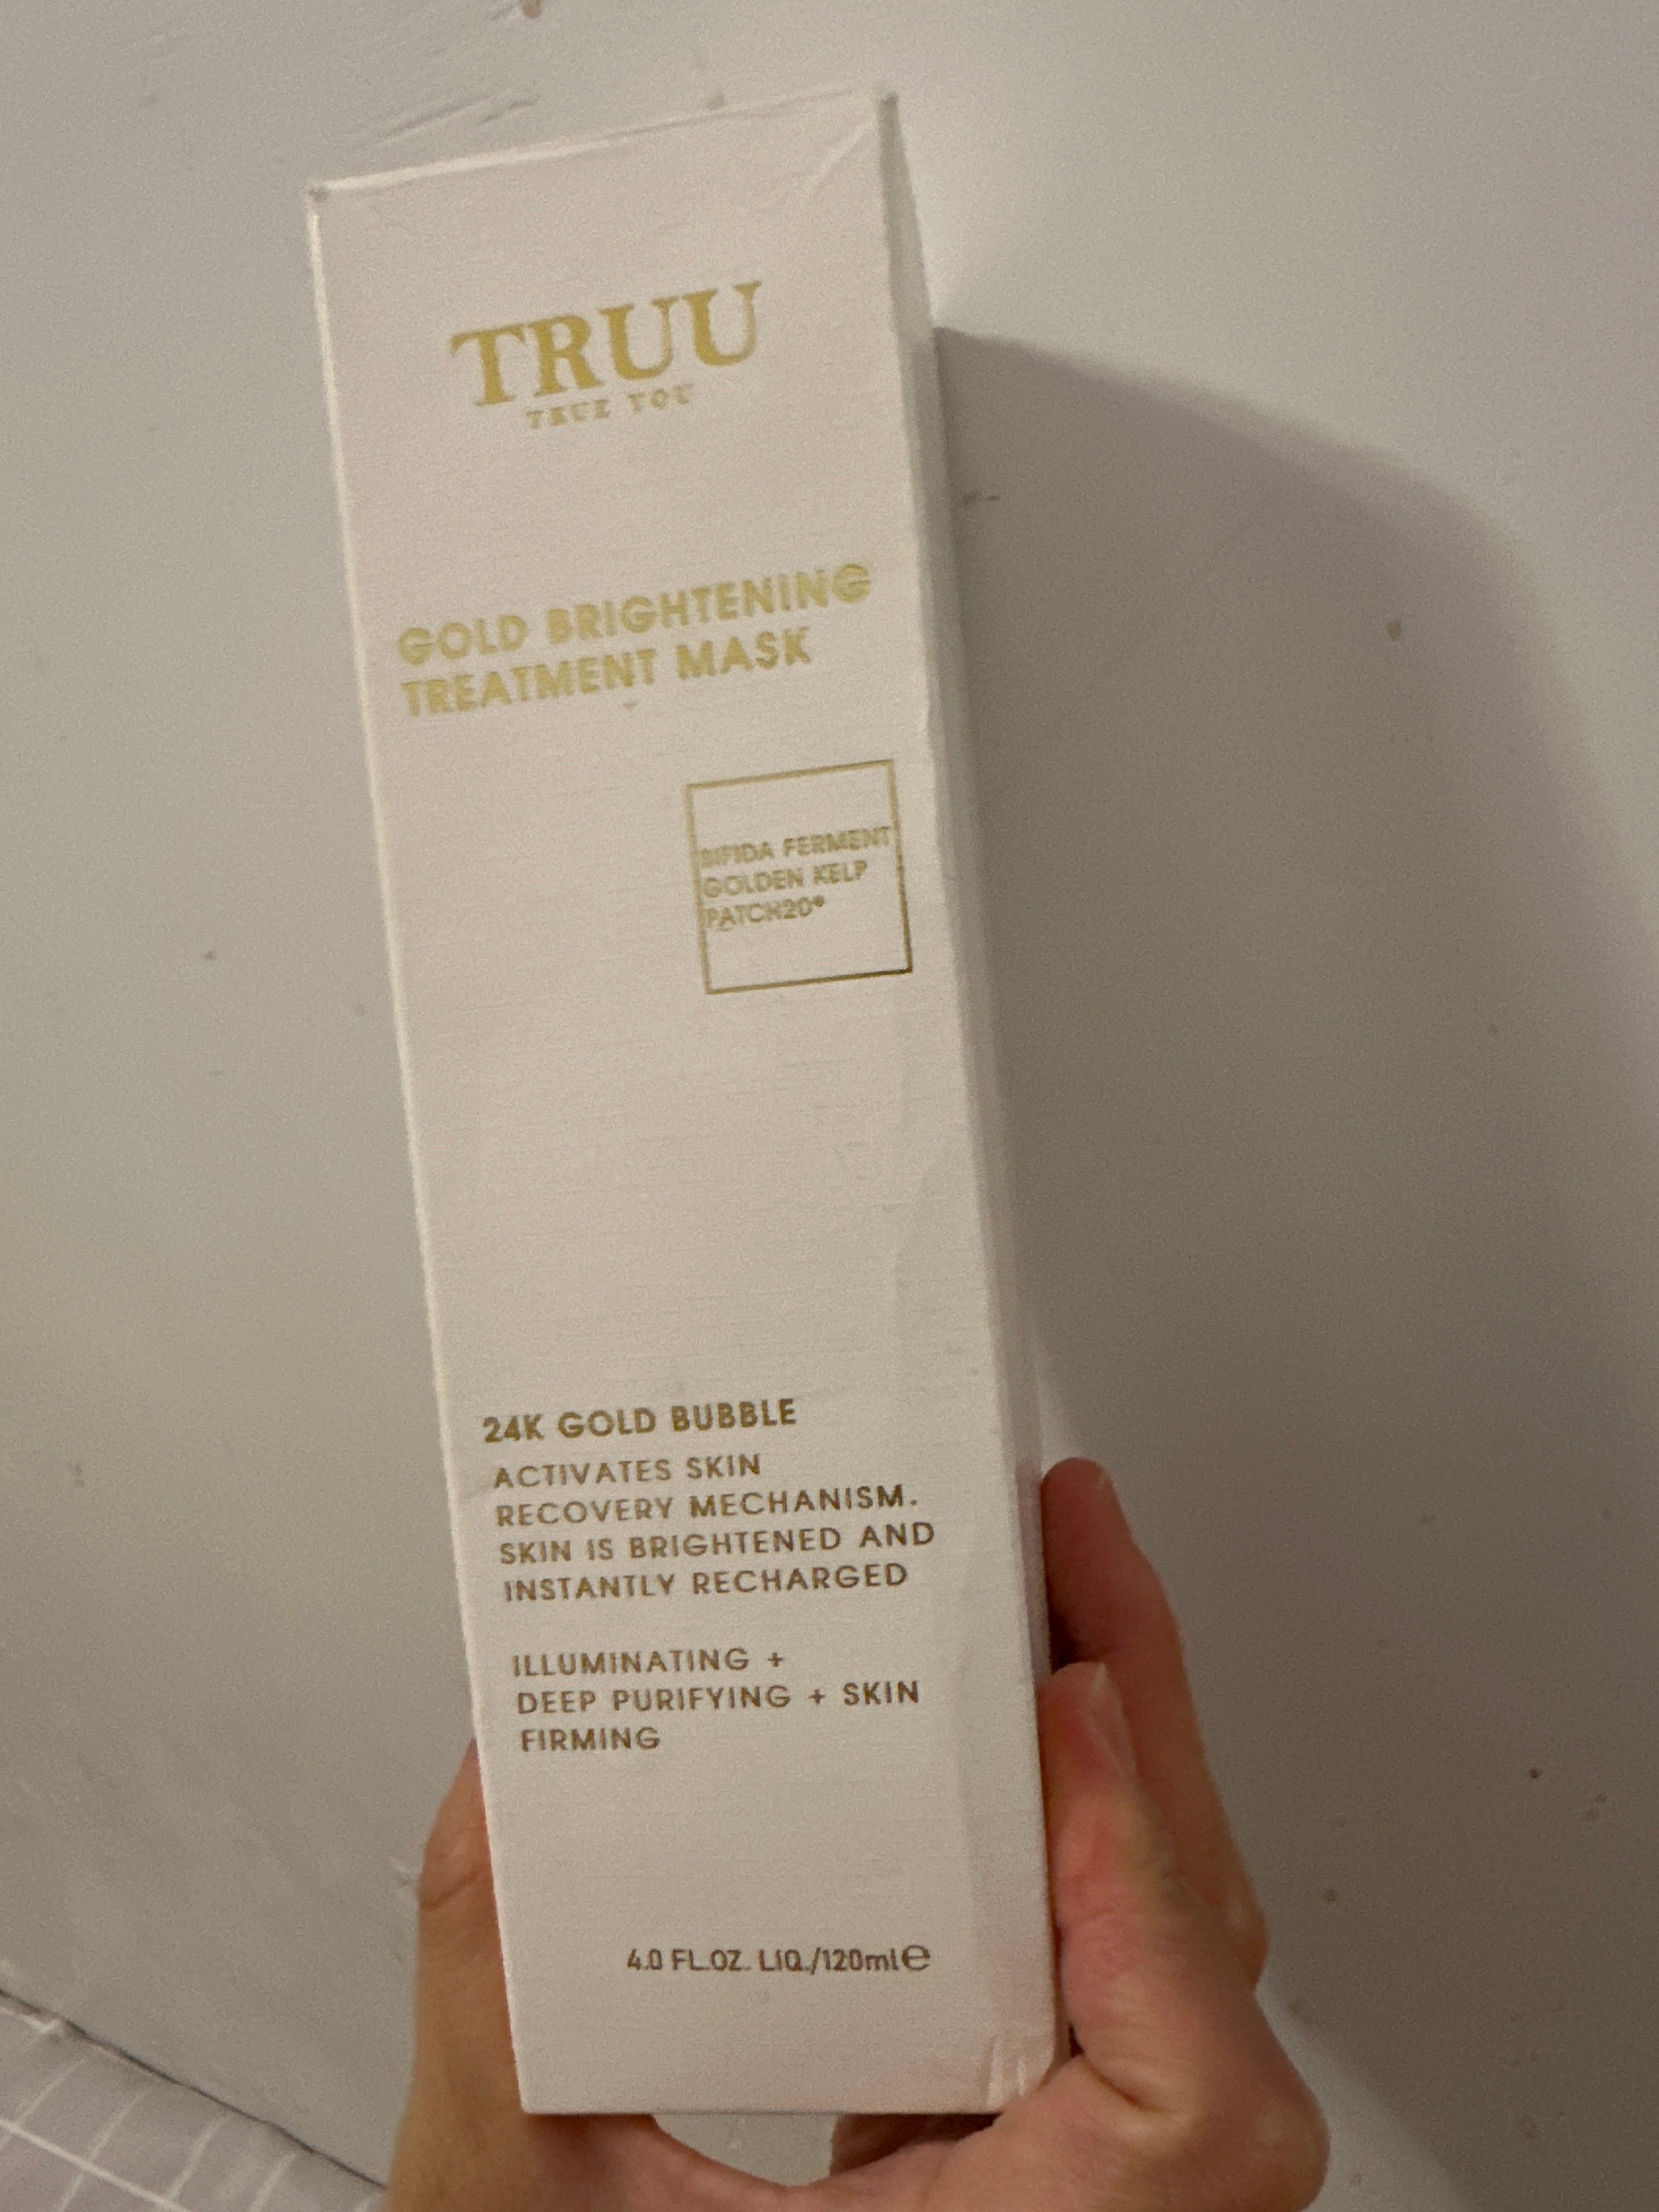 TRUU
TRUE YOU
GOLD BRIGHTENING
TREATMENT MASK
BIFIDA FERMENT
GOLDEN KELP
PATCH20®
24K GOLD BUBBLE
ACTIVATES SKIN
RECOVERY MECHANISM.
SKIN IS BRIGHTENED AND
INSTANTLY RECHARGED
ILLUMINATING +
DEEP PURIFYING + SKIN
FIRMING
4.0 FL.OZ. LIQ./120ml℮